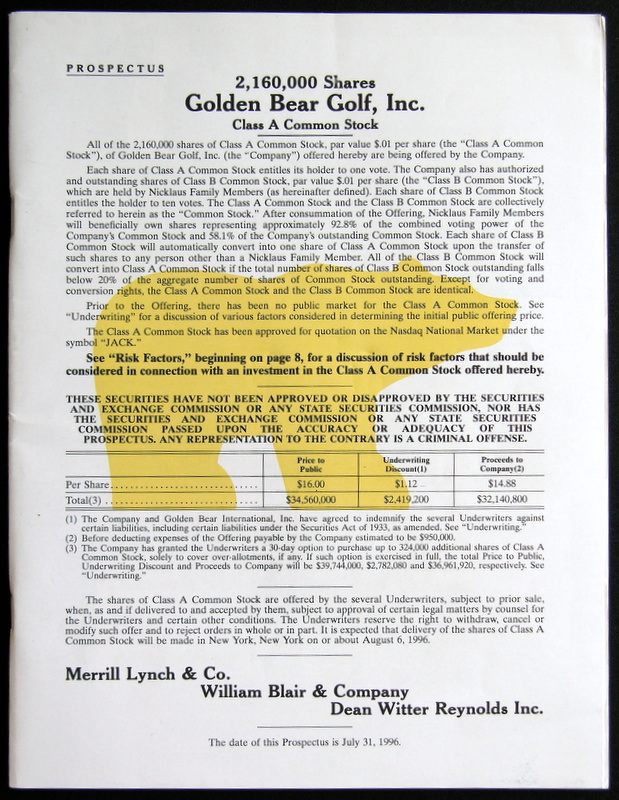 PROSPECTUS
2,160,000 Shares
Golden Bear Golf, Inc.
Class A Common Stock
All of the 2,160,000 shares of Class A Common Stock, par value $.01 per share (the “Class A Common
Stock”), of Golden Bear Golf, Inc. (the “Company”) offered hereby are being offered by the Company.
Each share of Class A Common Stock entitles its holder to one vote. The Company also has authorized
and outstanding shares of Class B Common Stock, par value $.01 per share (the “Class B Common Stock”),
which are held by Nicklaus Family Members (as hereinafter defined). Each share of Class B Common Stock
entitles the holder to ten votes. The Class A Common Stock and the Class B Common Stock are collectively
referred to herein as the “Common Stock.” After consummation of the Offering, Nicklaus Family Members
will beneficially own shares representing approximately 92.8% of the combined voting power of the
Company's Common Stock and 58.1% of the Company's outstanding Common Stock. Each share of Class B
Common Stock will automatically convert into one share of Class A Common Stock upon the transfer of
such shares to any person other than a Nicklaus Family Member. All of the Class B Common Stock will
convert into Class A Common Stock if the total number of shares of Class B Common Stock outstanding falls
below 20% of the aggregate number of shares of Common Stock outstanding. Except for voting and
conversion rights, the Class A Common Stock and the Class B Common Stock are identical.
Prior to the Offering, there has been no public market for the Class A Common Stock. See
“Underwriting” for a discussion of various factors considered in determining the initial public offering price.
The Class A Common Stock has been approved for quotation on the Nasdaq National Market under the
symbol “JACK.”
See “Risk Factors,” beginning on page 8, for a discussion of risk factors that should be
considered in connection with an investment in the Class A Common Stock offered hereby.
THESE SECURITIES HAVE NOT BEEN APPROVED OR DISAPPROVED BY THE SECURITIES
AND EXCHANGE COMMISSION OR ANY STATE SECURITIES COMMISSION, NOR HAS
THE SECURITIES AND EXCHANGE COMMISSION OR ANY STATE SECURITIES
COMMISSION PASSED UPON THE ACCURACY OR ADEQUACY OF THIS
PROSPECTUS. ANY REPRESENTATION TO THE CONTRARY IS A CRIMINAL OFFENSE.
Price to Public Underwriting Discount(1) Proceeds to Company(2)
Per Share.............................. $16.00 $1.12 $14.88
Total(3) .............................. $34,560,000 $2,419,200 $32,140,800
(1) The Company and Golden Bear International, Inc. have agreed to indemnify the several Underwriters against
certain liabilities, including certain liabilities under the Securities Act of 1933, as amended. See “Underwriting.”
(2) Before deducting expenses of the Offering payable by the Company estimated to be $950,000.
(3) The Company has granted the Underwriters a 30-day option to purchase up to 324,000 additional shares of Class A
Common Stock, solely to cover over-allotments, if any. If such option is exercised in full, the total Price to Public,
Underwriting Discount and Proceeds to Company will be $39,744,000, $2,782,080 and $36,961,920, respectively. See
“Underwriting.”
The shares of Class A Common Stock are offered by the several Underwriters, subject to prior sale,
when, as and if delivered to and accepted by them, subject to approval of certain legal matters by counsel for
the Underwriters and certain other conditions. The Underwriters reserve the right to withdraw, cancel or
modify such offer and to reject orders in whole or in part. It is expected that delivery of the shares of Class A
Common Stock will be made in New York, New York on or about August 6, 1996.
Merrill Lynch & Co.
William Blair & Company
Dean Witter Reynolds Inc.
The date of this Prospectus is July 31, 1996.